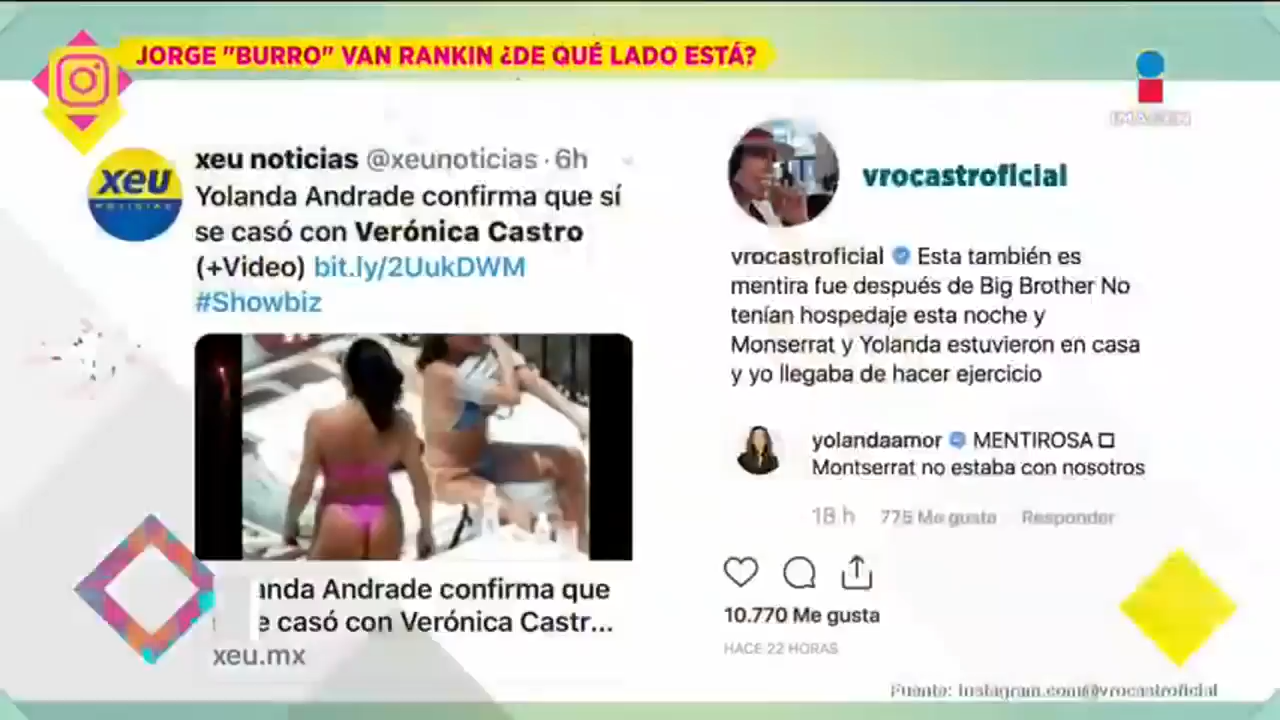 JORGE "BURRO" VAN RANKIN ¿DE QUÉ LADO ESTÁ?
IMAGEN
xeu noticias @xeunoticias · 6h
xeu
NOTICIAS
Yolanda Andrade confirma que sí
se casó con Verónica Castro
(+Video) bit.ly/2UukDWM
#Showbiz
anda Andrade confirma que
e casó con Verónica Castr...
xeu.mx
vrocastroficial
vrocastroficial Esta también es
mentira fue después de Big Brother No
tenían hospedaje esta noche y
Monserrat y Yolanda estuvieron en casa
y yo llegaba de hacer ejercicio
yolandaamor MENTIROSA □
Montserrat no estaba con nosotros
18 h 775 Me gusta Responder
10.770 Me gusta
HACE 22 HORAS
Fuente: Instagram.com@vrocastroficial